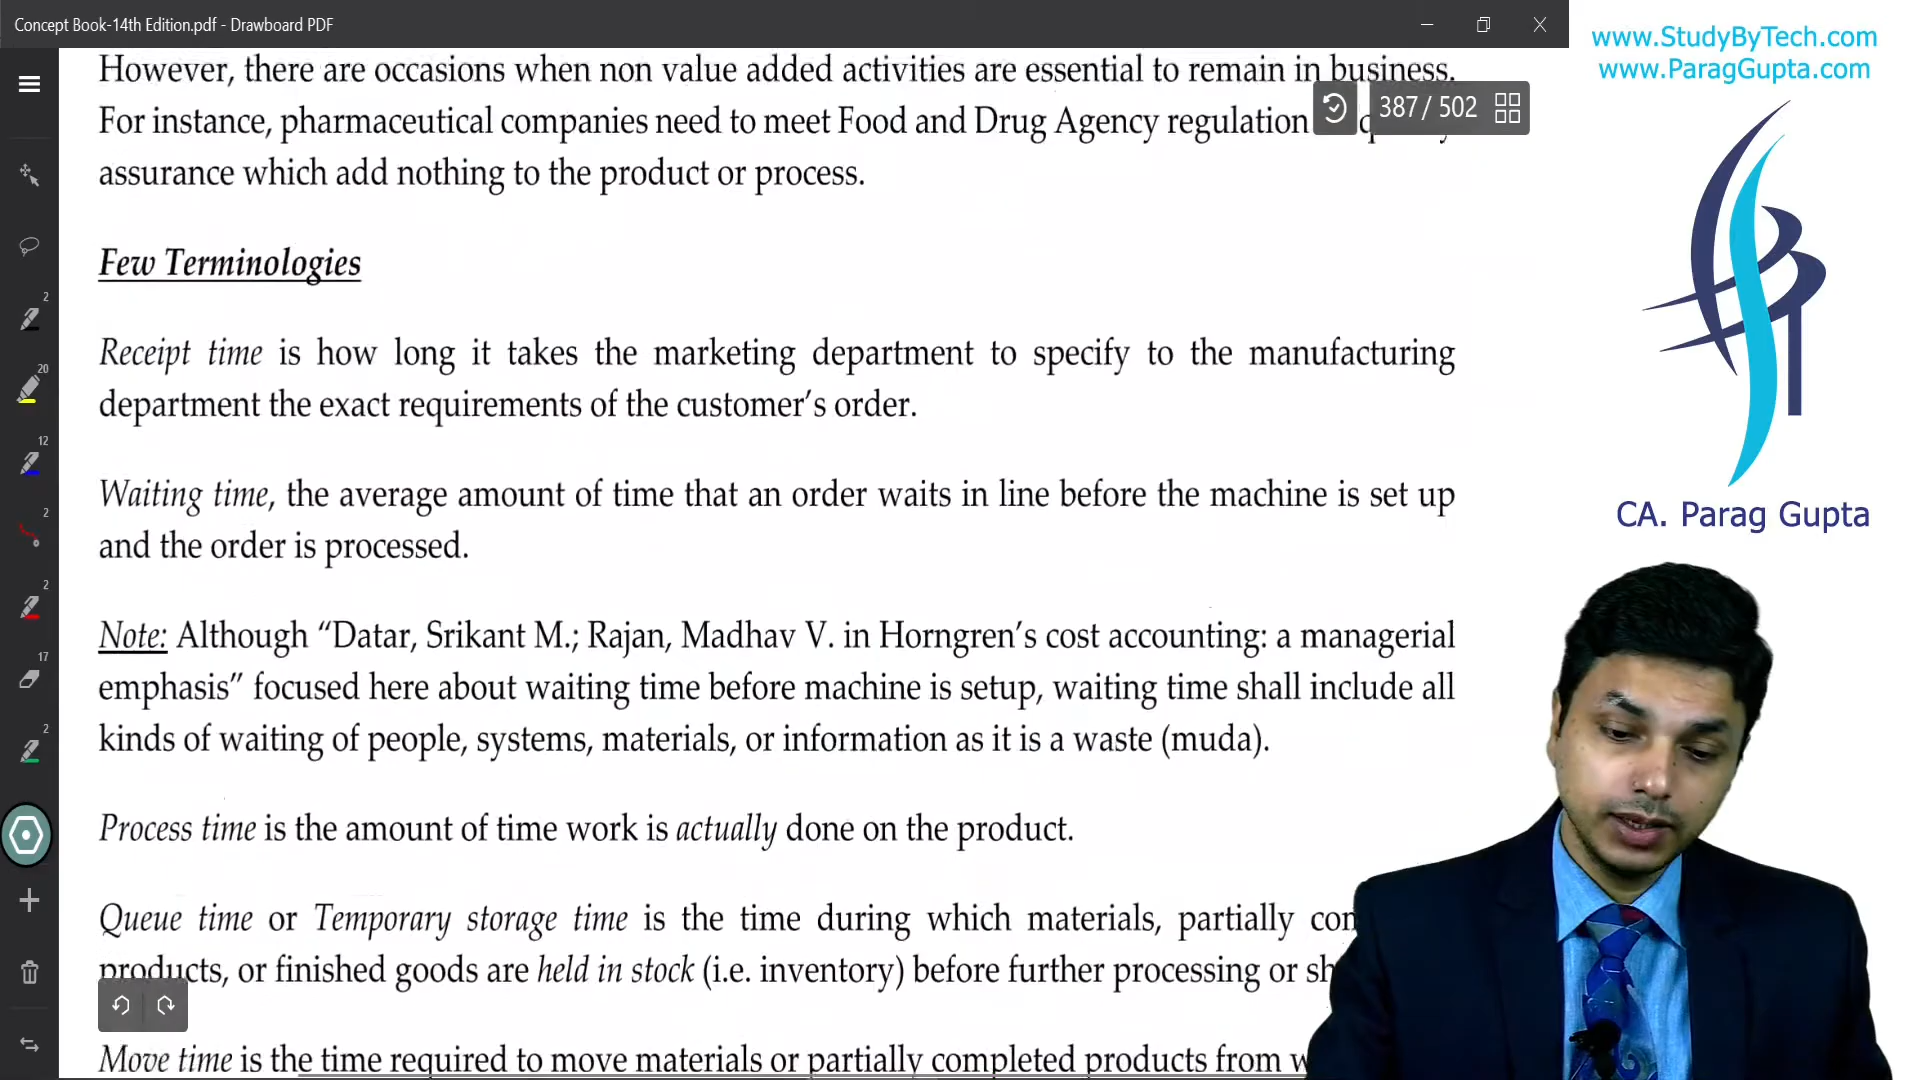 Concept Book-14th Edition.pdf - Drawboard PDF
www.StudyByTech.com
www.ParagGupta.com
However, there are occasions when non value added activities are essential to remain in business.
387 / 502
For instance, pharmaceutical companies need to meet Food and Drug Agency regulation
assurance which add nothing to the product or process.
Few Terminologies
2
Receipt time is how long it takes the marketing department to specify to the manufacturing
20
department the exact requirements of the customer's order.
12
Waiting time, the average amount of time that an order waits in line before the machine is set up
2
CA. Parag Gupta
and the order is processed.
2
Note: Although “Datar, Srikant M.; Rajan, Madhav V. in Horngren's cost accounting: a managerial
17
emphasis” focused here about waiting time before machine is setup, waiting time shall include all
2
kinds of waiting of people, systems, materials, or information as it is a waste (muda).
Process time is the amount of time work is actually done on the product.
Queue time or Temporary storage time is the time during which materials, partially
products, or finished goods are held in stock (i.e. inventory) before further processing or
Move time is the time required to move materials or partially completed products from